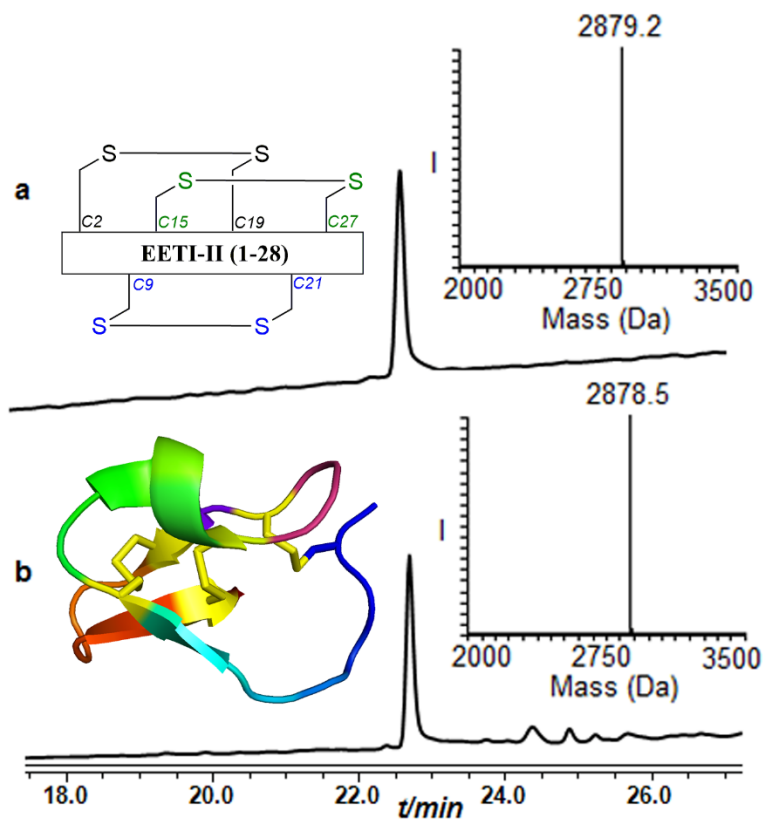 2879.2
I
2000 2750 3500
Mass (Da)
a
S S
S S
C2 C15 C19 C27
EETI-II (1-28)
C9 C21
S S
2878.5
I
2000 2750 3500
Mass (Da)
b
18.0 20.0 22.0 24.0 26.0
t/min